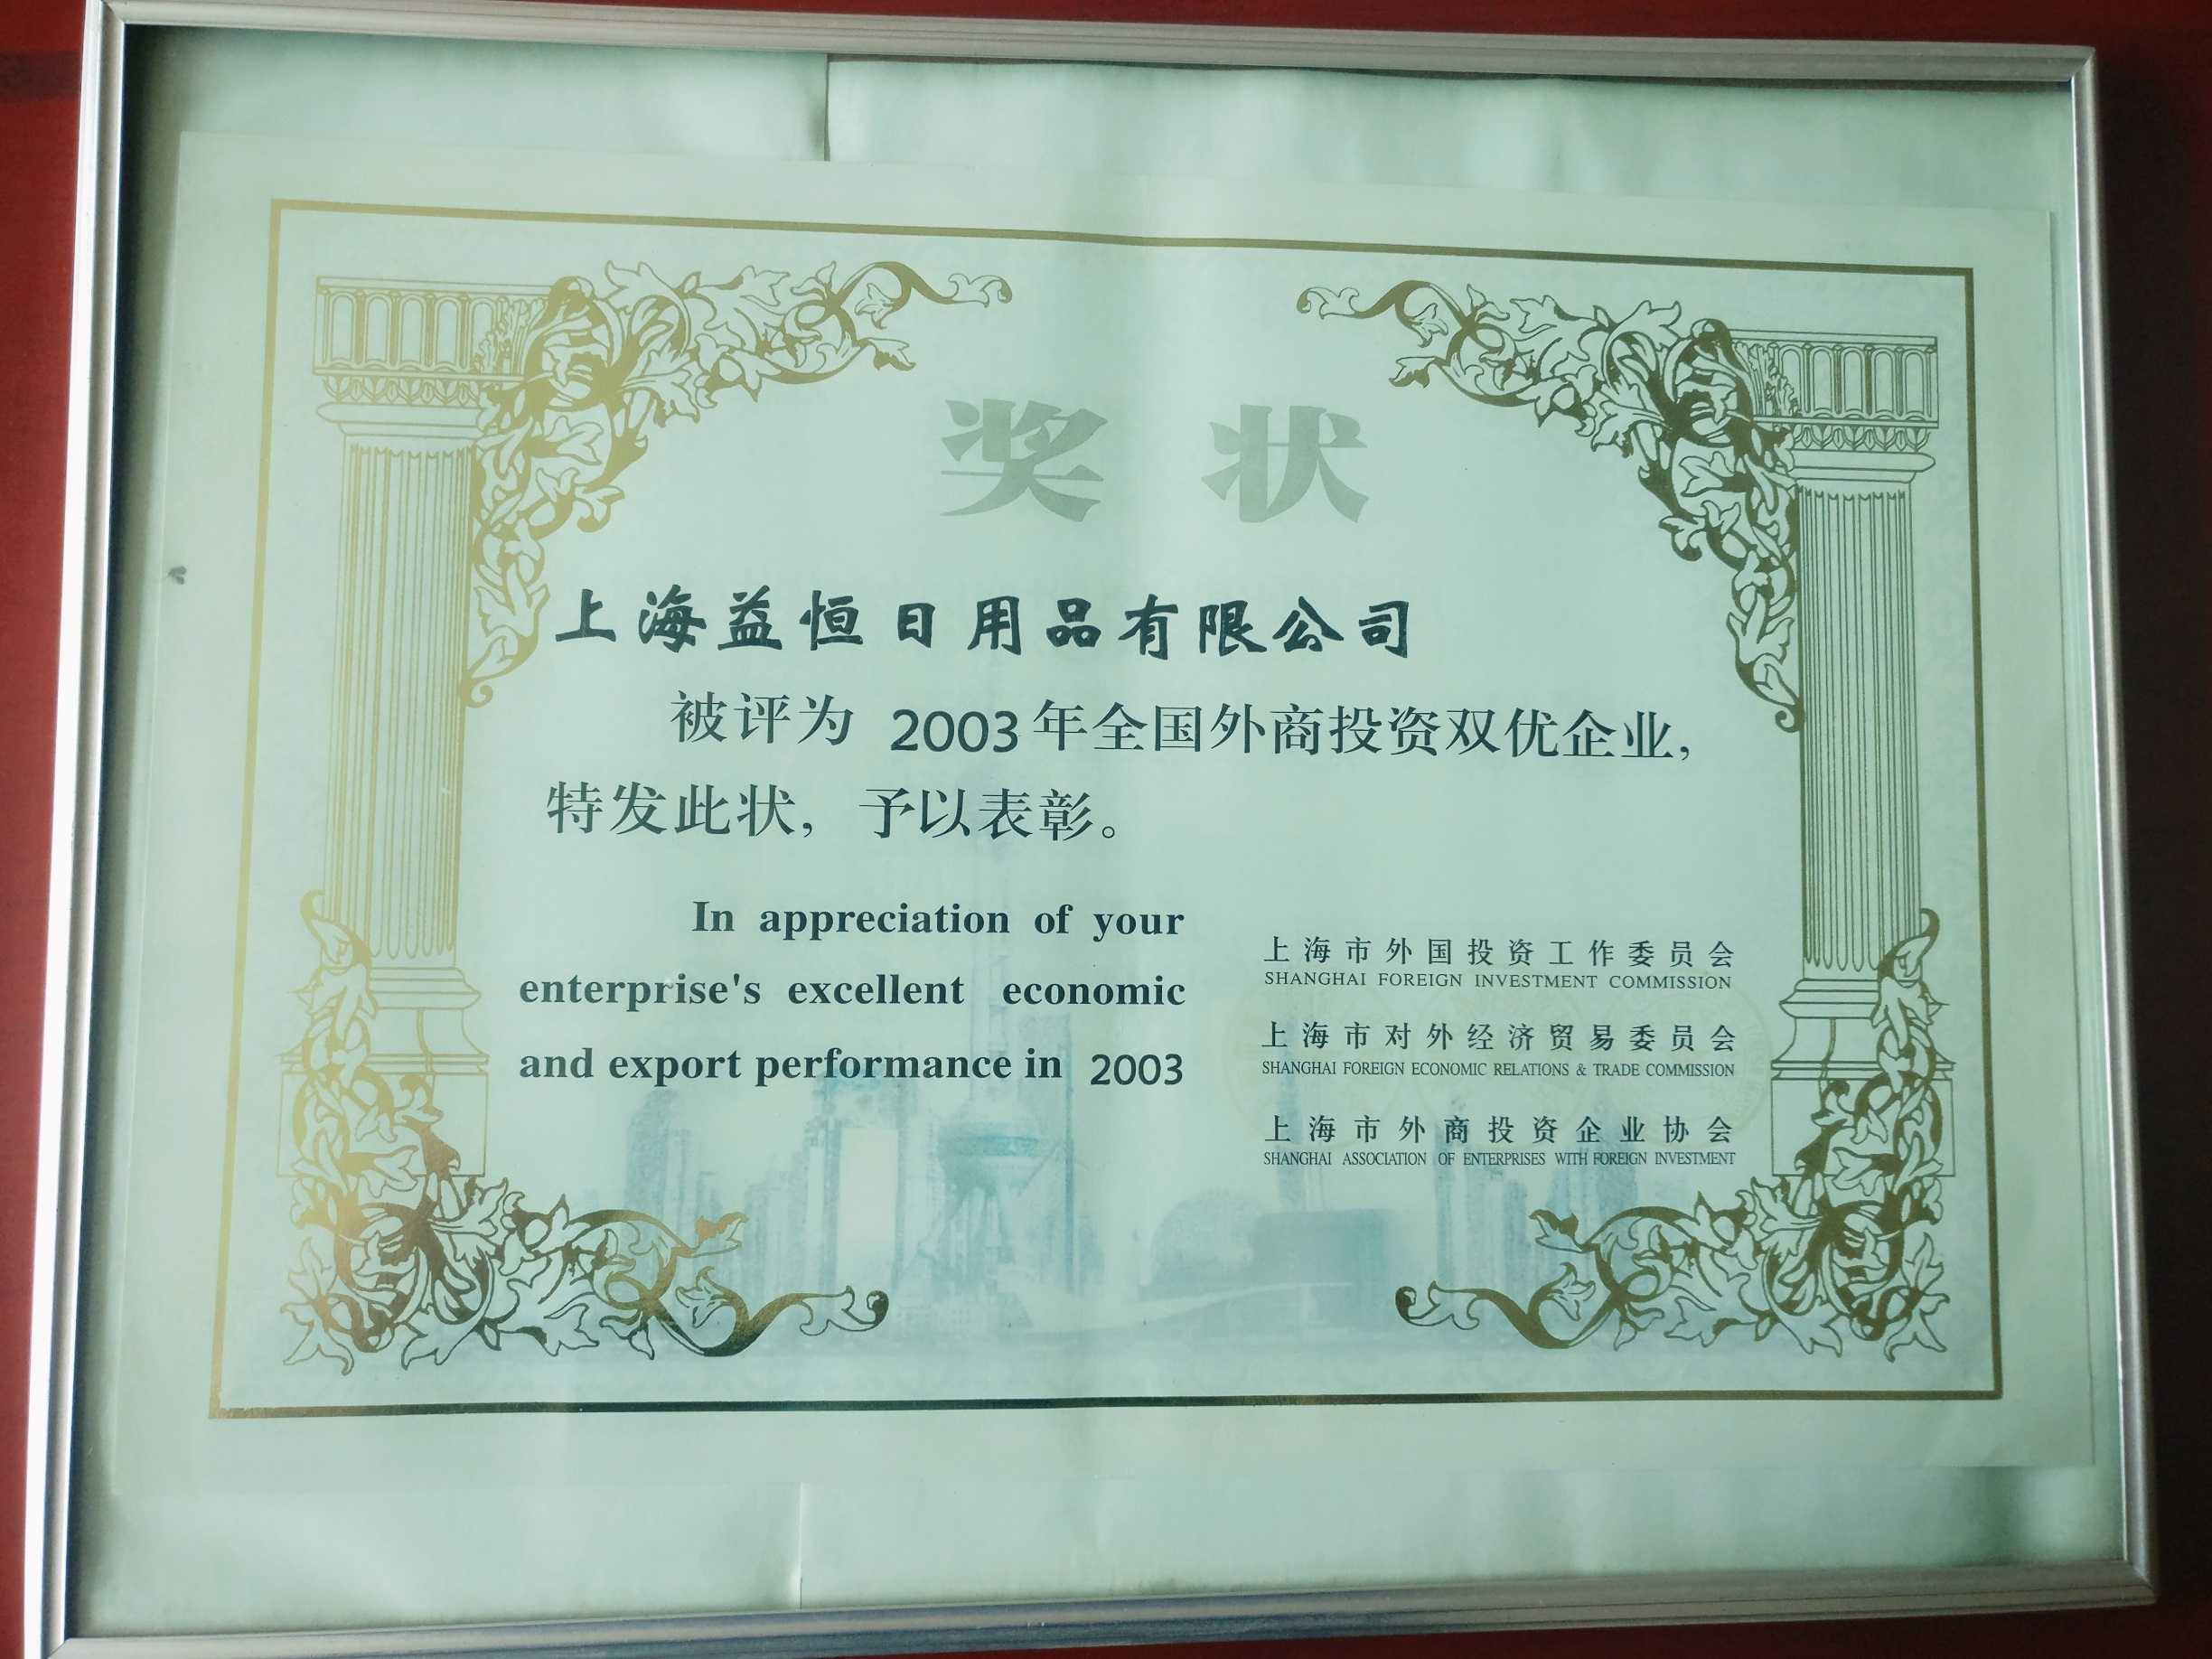 奖状
上海益恒日用品有限公司
被评为 2003年全国外商投资双优企业,
特发此状，予以表彰。
In appreciation of your
enterprise's excellent economic
and export performance in 2003
上海市外国投资工作委员会
SHANGHAI FOREIGN INVESTMENT COMMISSION
上海市对外经济贸易委员会
SHANGHAI FOREIGN ECONOMIC RELATIONS & TRADE COMMISSION
上海市外商投资企业协会
SHANGHAI ASSOCIATION OF ENTERPRISES WITH FOREIGN INVESTMENT